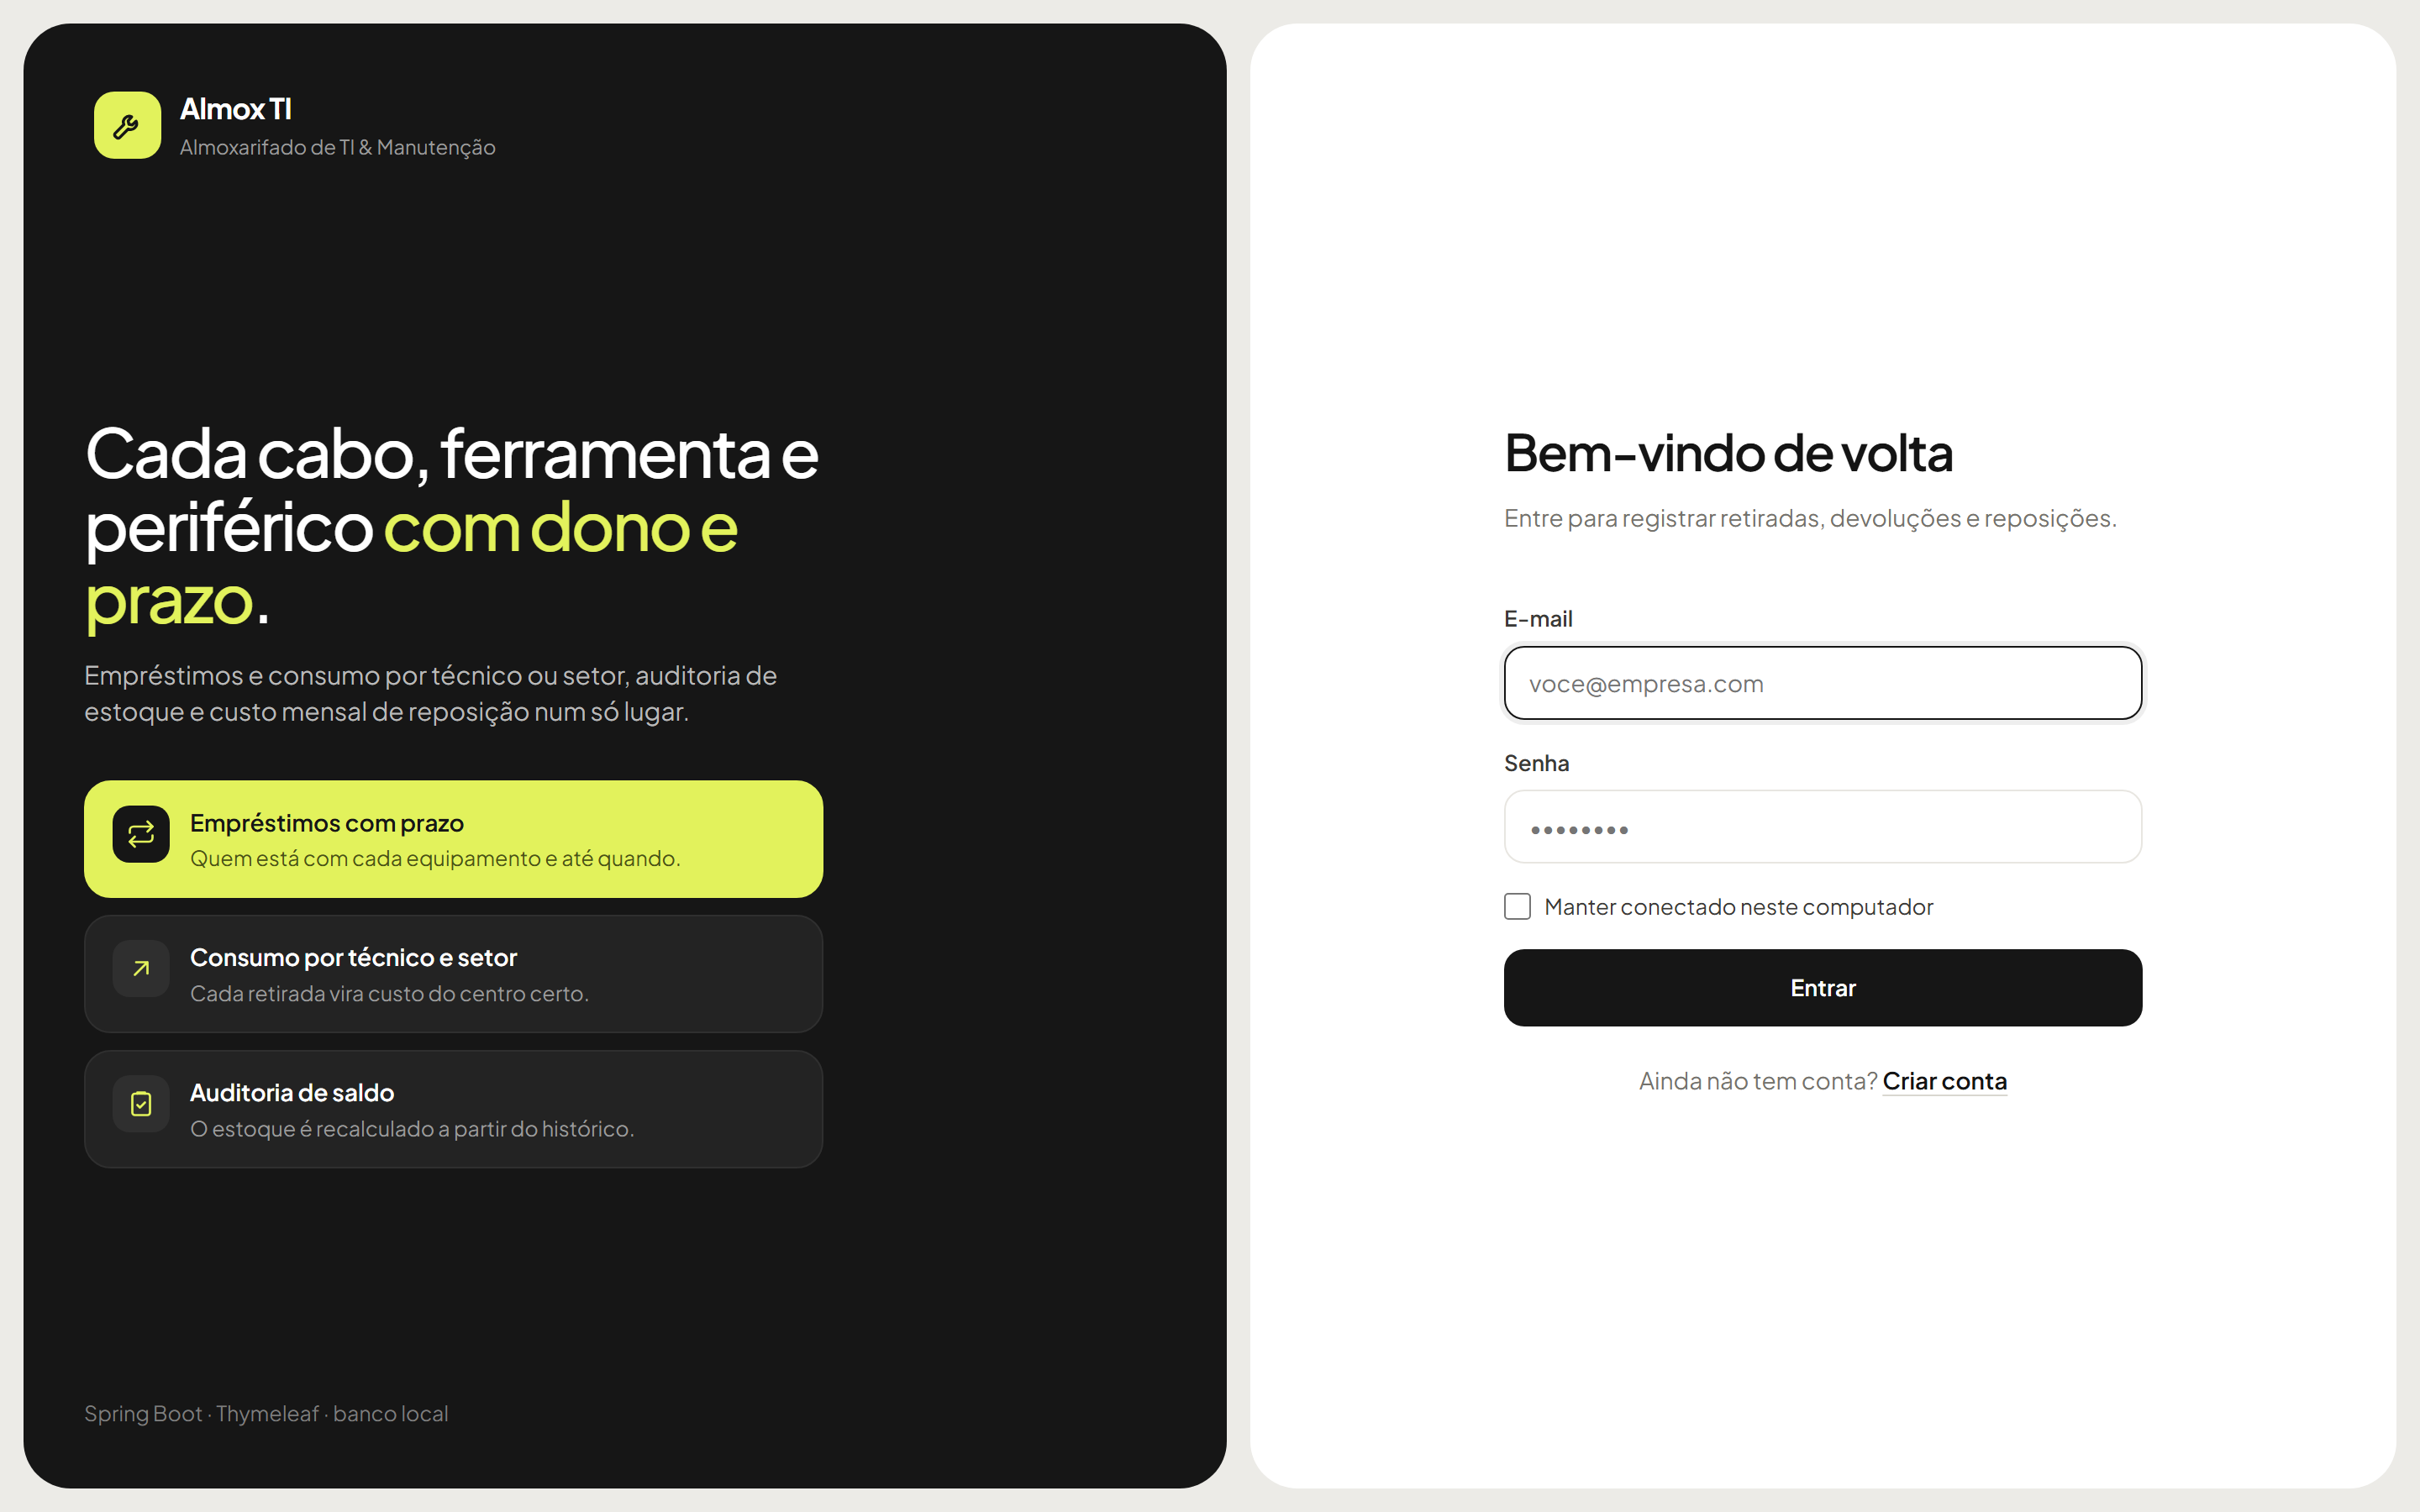 Almox TI
Almoxarifado de TI & Manutenção
Cada cabo, ferramenta e
periférico com dono e
prazo.
Empréstimos e consumo por técnico ou setor, auditoria de
estoque e custo mensal de reposição num só lugar.
Empréstimos com prazo
Quem está com cada equipamento e até quando.
Consumo por técnico e setor
Cada retirada vira custo do centro certo.
Auditoria de saldo
O estoque é recalculado a partir do histórico.
Spring Boot · Thymeleaf · banco local
Bem-vindo de volta
Entre para registrar retiradas, devoluções e reposições.
E-mail
voce@empresa.com
Senha
••••••••
Manter conectado neste computador
Entrar
Ainda não tem conta? Criar conta